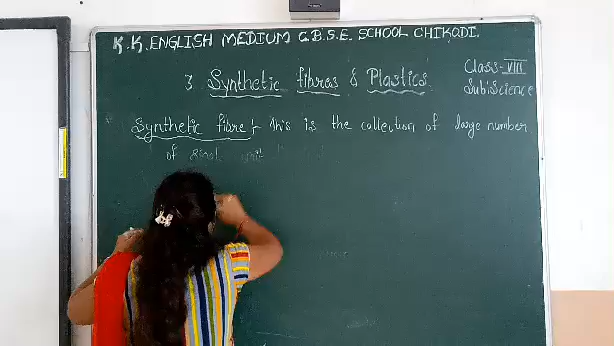 K.K. ENGLISH MEDIUM C.B.S.E. SCHOOL CHIKODI.
3. Synthetic fibres & Plastics
Class:- VIII
Sub:Science
Synthetic fibre:- This is the collection of large number
of unit